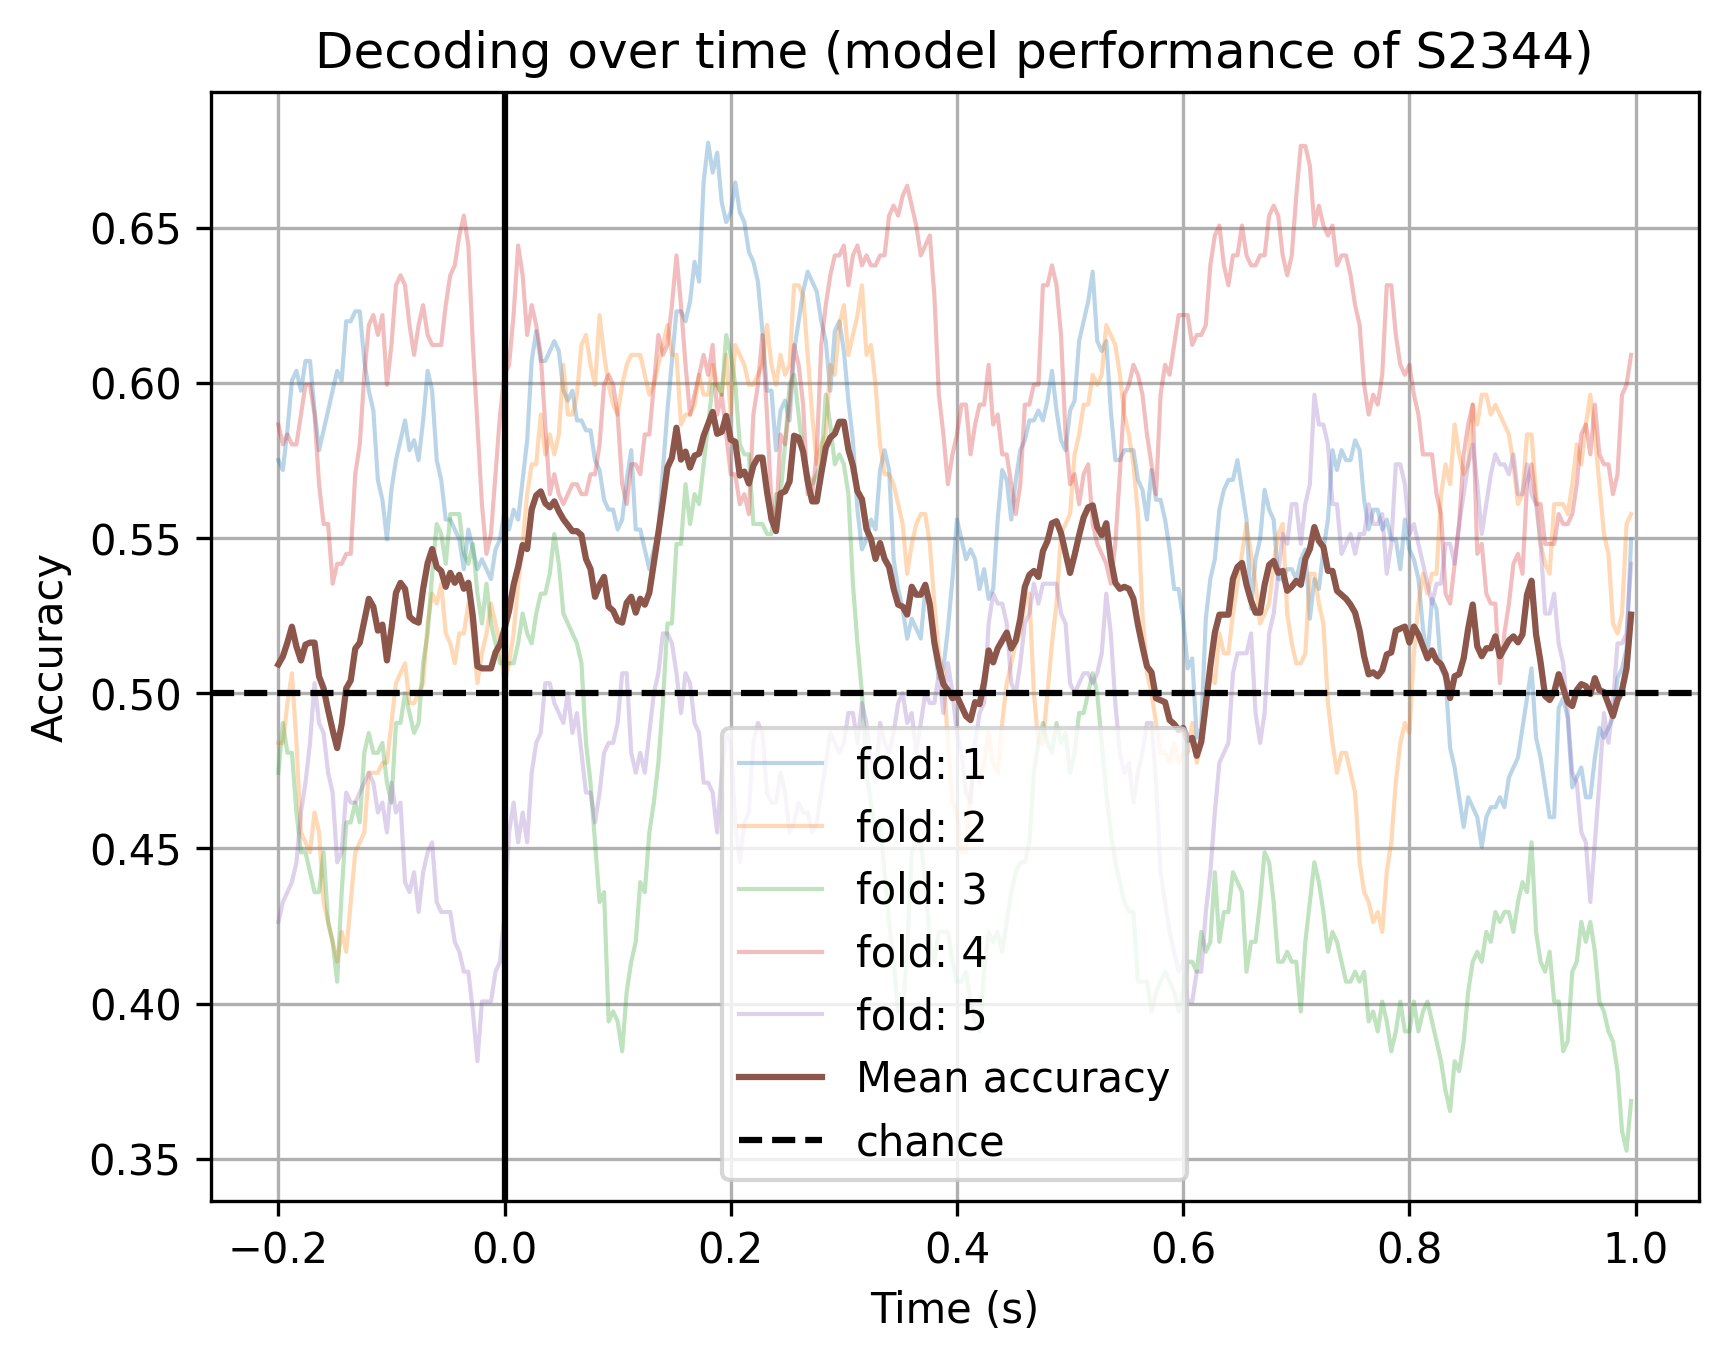 Decoding over time (model performance of S2344)
Accuracy
0.65
0.60
0.55
0.50
0.45
0.40
0.35
fold: 1
fold: 2
fold: 3
fold: 4
fold: 5
Mean accuracy
chance
−0.2 0.0 0.2 0.4 0.6 0.8 1.0
Time (s)